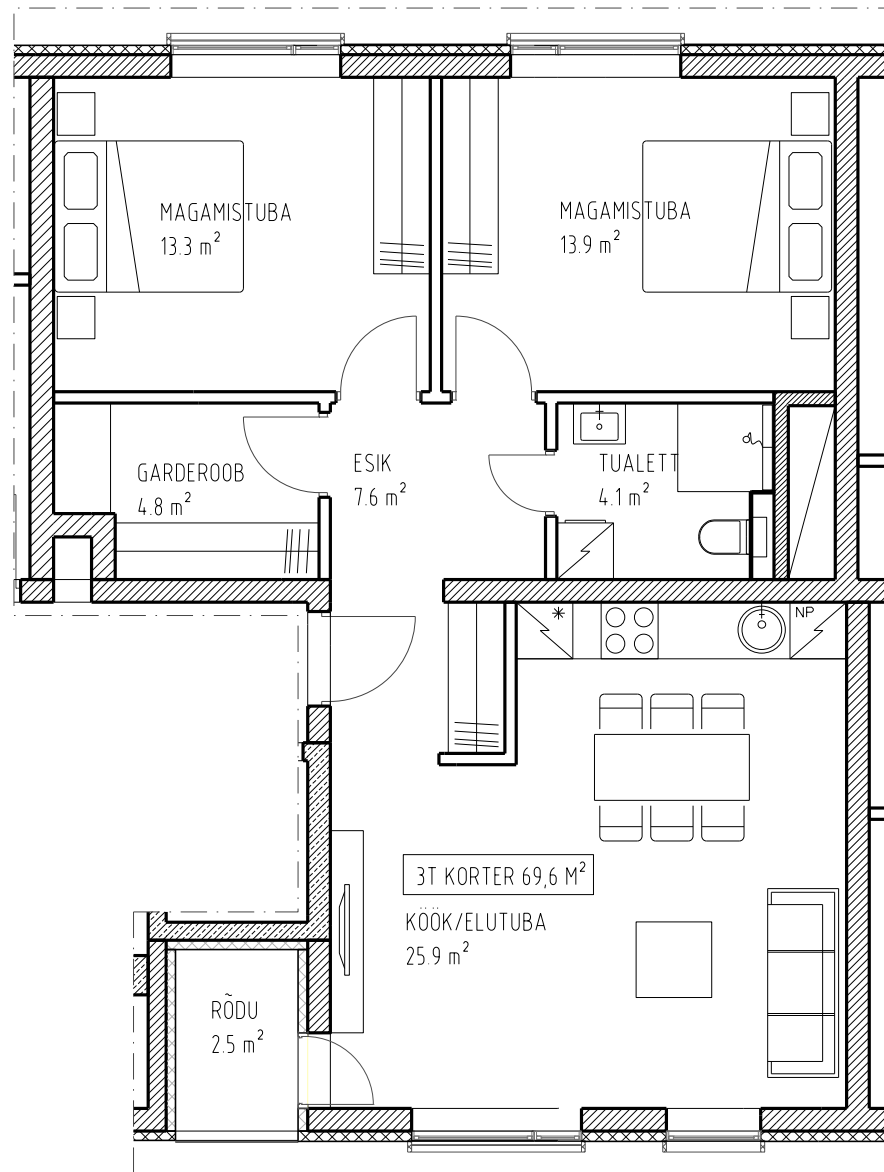 MAGAMISTUBA
13.3 m²
MAGAMISTUBA
13.9 m²
GARDEROOB
4.8 m²
ESIK
7.6 m²
TUALETT
4.1 m²
NP
3T KORTER 69,6 M²
KÖÖK/ELUTUBA
25.9 m²
RÕDU
2.5 m²